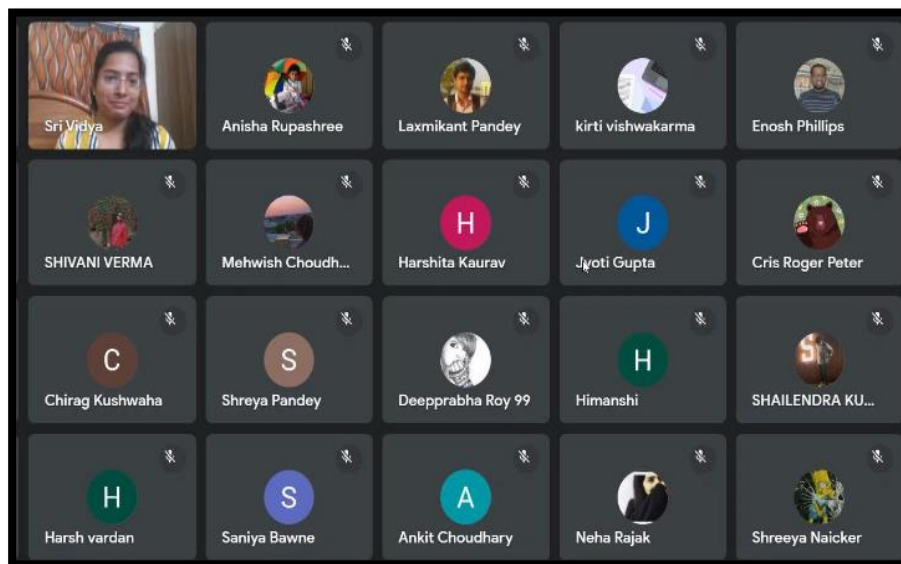 Sri Vidya
Anisha Rupashree
Laxmikant Pandey
kirti vishwakarma
Enosh Phillips
SHIVANI VERMA
Mehwish Choudh...
H
Harshita Kaurav
J
Jyoti Gupta
Cris Roger Peter
C
Chirag Kushwaha
S
Shreya Pandey
Deepprabha Roy 99
H
Himanshi
S
SHAILENDRA KU...
H
Harsh vardan
S
Saniya Bawne
A
Ankit Choudhary
Neha Rajak
Shreeya Naicker